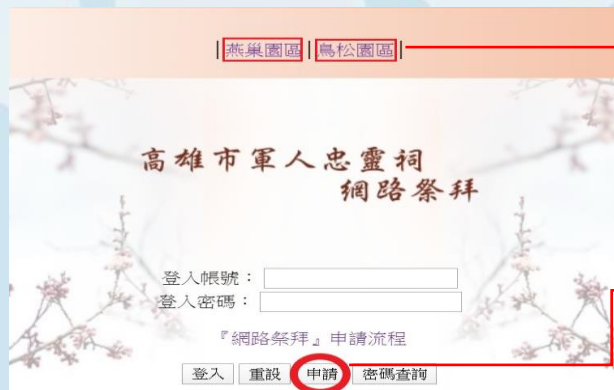 |燕巢園區|鳥松園區|
高雄市軍人忠靈祠
網路祭拜
登入帳號：
登入密碼：
『網路祭拜』申請流程
登入 重設 申請 密碼查詢